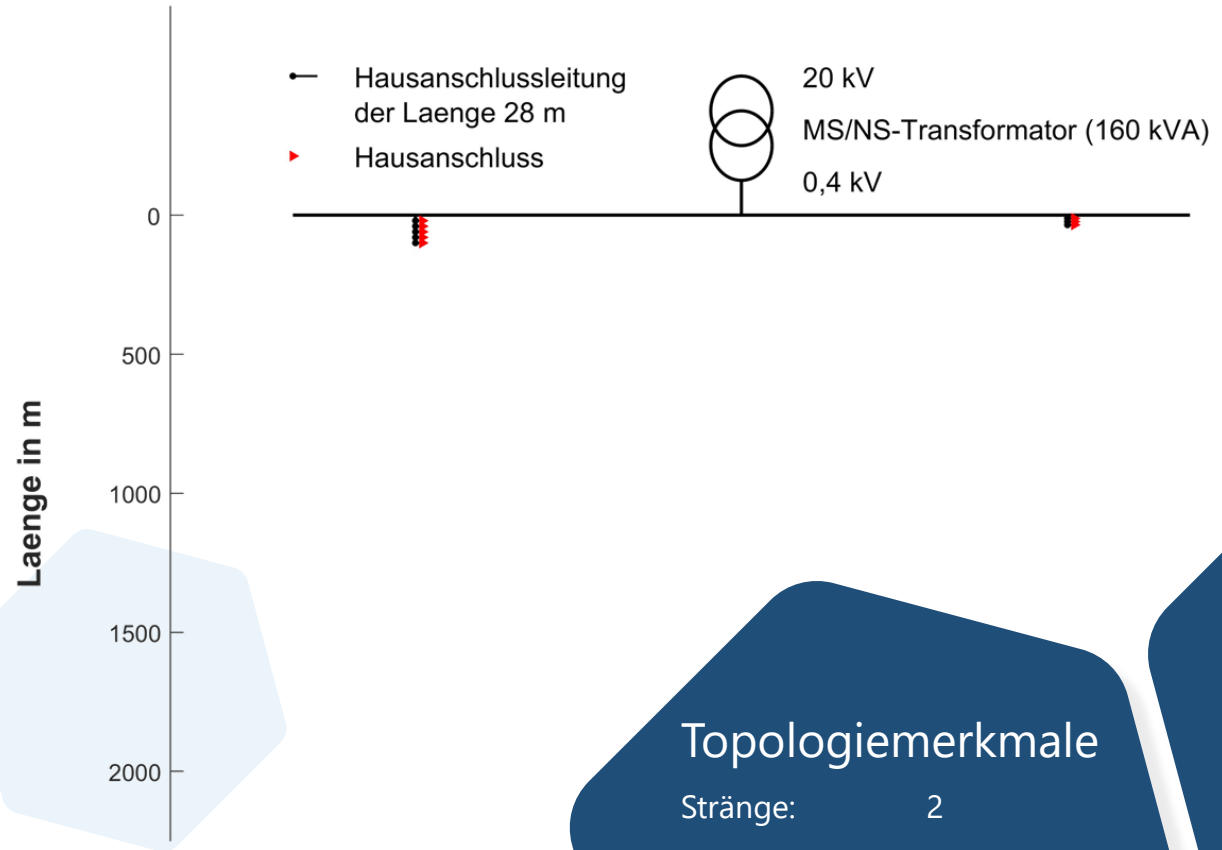 Hausanschlussleitung
der Laenge 28 m
Hausanschluss
20 kV
MS/NS-Transformator (160 kVA)
0,4 kV
0
500
1000
1500
2000
Laenge in m
Topologiemerkmale
Stränge: 2